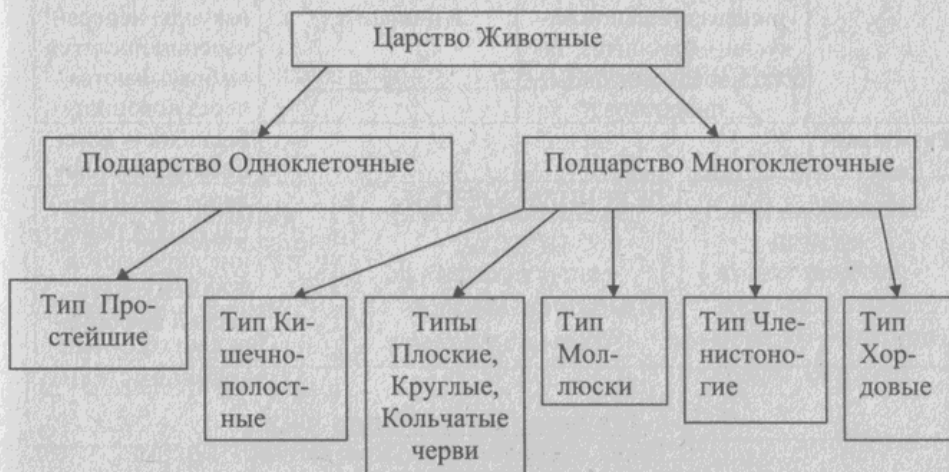 Царство Животные
Подцарство Одноклеточные
Подцарство Многоклеточные
Тип Про-
стейшие
Тип Ки-
шечно-
полост-
ные
Типы
Плоские,
Круглые,
Кольчатые
черви
Тип
Мол-
люски
Тип Чле-
нистоно-
гие
Тип
Хор-
довые